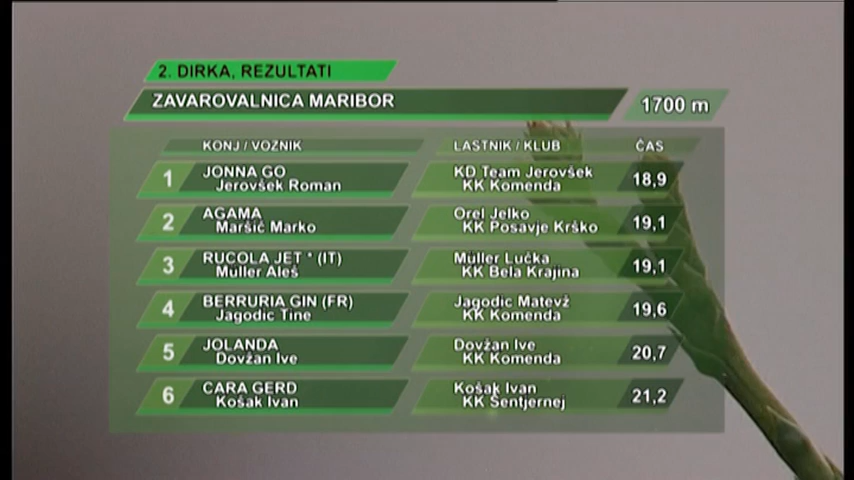 2. DIRKA, REZULTATI
ZAVAROVALNICA MARIBOR 1700 m
KONJ / VOZNIK LASTNIK / KLUB ČAS
1 JONNA GO KD Team Jerovšek 18,9
Jerovšek Roman KK Komenda
2 AGAMA Orel Jelko 19,1
Maršić Marko KK Posavje Krško
3 RUCOLA JET * (IT) Müller Lučka 19,1
Müller Aleš KK Bela Krajina
4 BERRURIA GIN (FR) Jagodic Matevž 19,6
Jagodic Tine KK Komenda
5 JOLANDA Dovžan Ive 20,7
Dovžan Ive KK Komenda
6 CARA GERD Košak Ivan 21,2
Košak Ivan KK Šentjernej